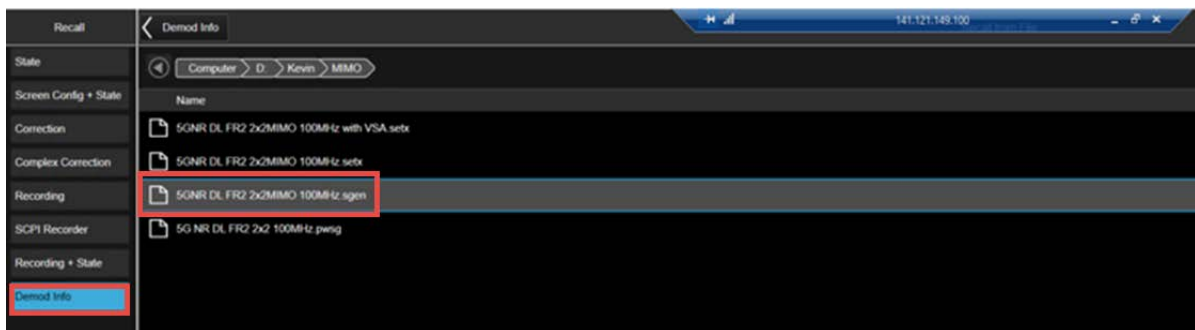 Recall
Demod Info
141.121.149.100
State
Computer D: Kevin MIMO
Screen Config + State
Name
Correction
5GNR DL FR2 2x2MIMO 100MHz with VSA.setx
Complex Correction
5GNR DL FR2 2x2MIMO 100MHz.setx
Recording
5GNR DL FR2 2x2MIMO 100MHz.sgen
SCPI Recorder
5G NR DL FR2 2x2 100MHz.pwsg
Recording + State
Demod Info